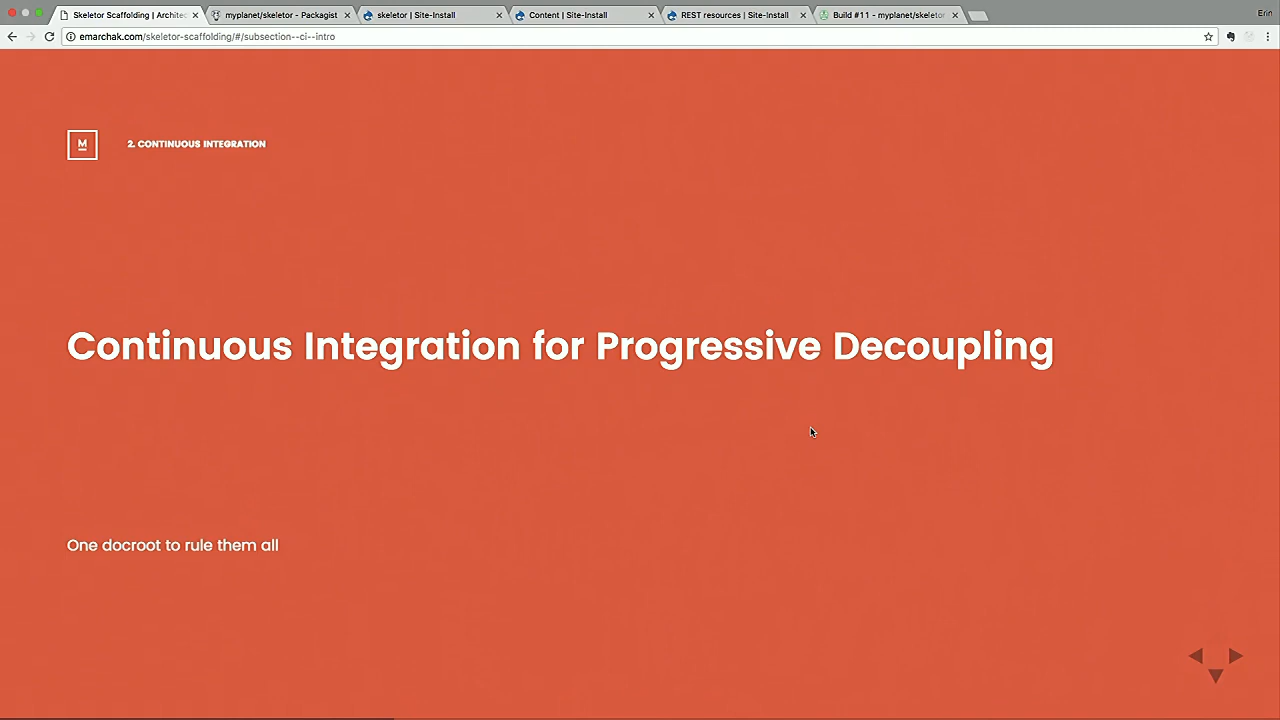 Skeletor Scaffolding | Archite
myplanet/skeletor - Packagist
skeletor | Site-Install
Content | Site-Install
REST resources | Site-Install
Build #11 - myplanet/skeletor
Erin
emarchak.com/skeletor-scaffolding/#/subsection--ci--intro
M
2. CONTINUOUS INTEGRATION
Continuous Integration for Progressive Decoupling
One docroot to rule them all